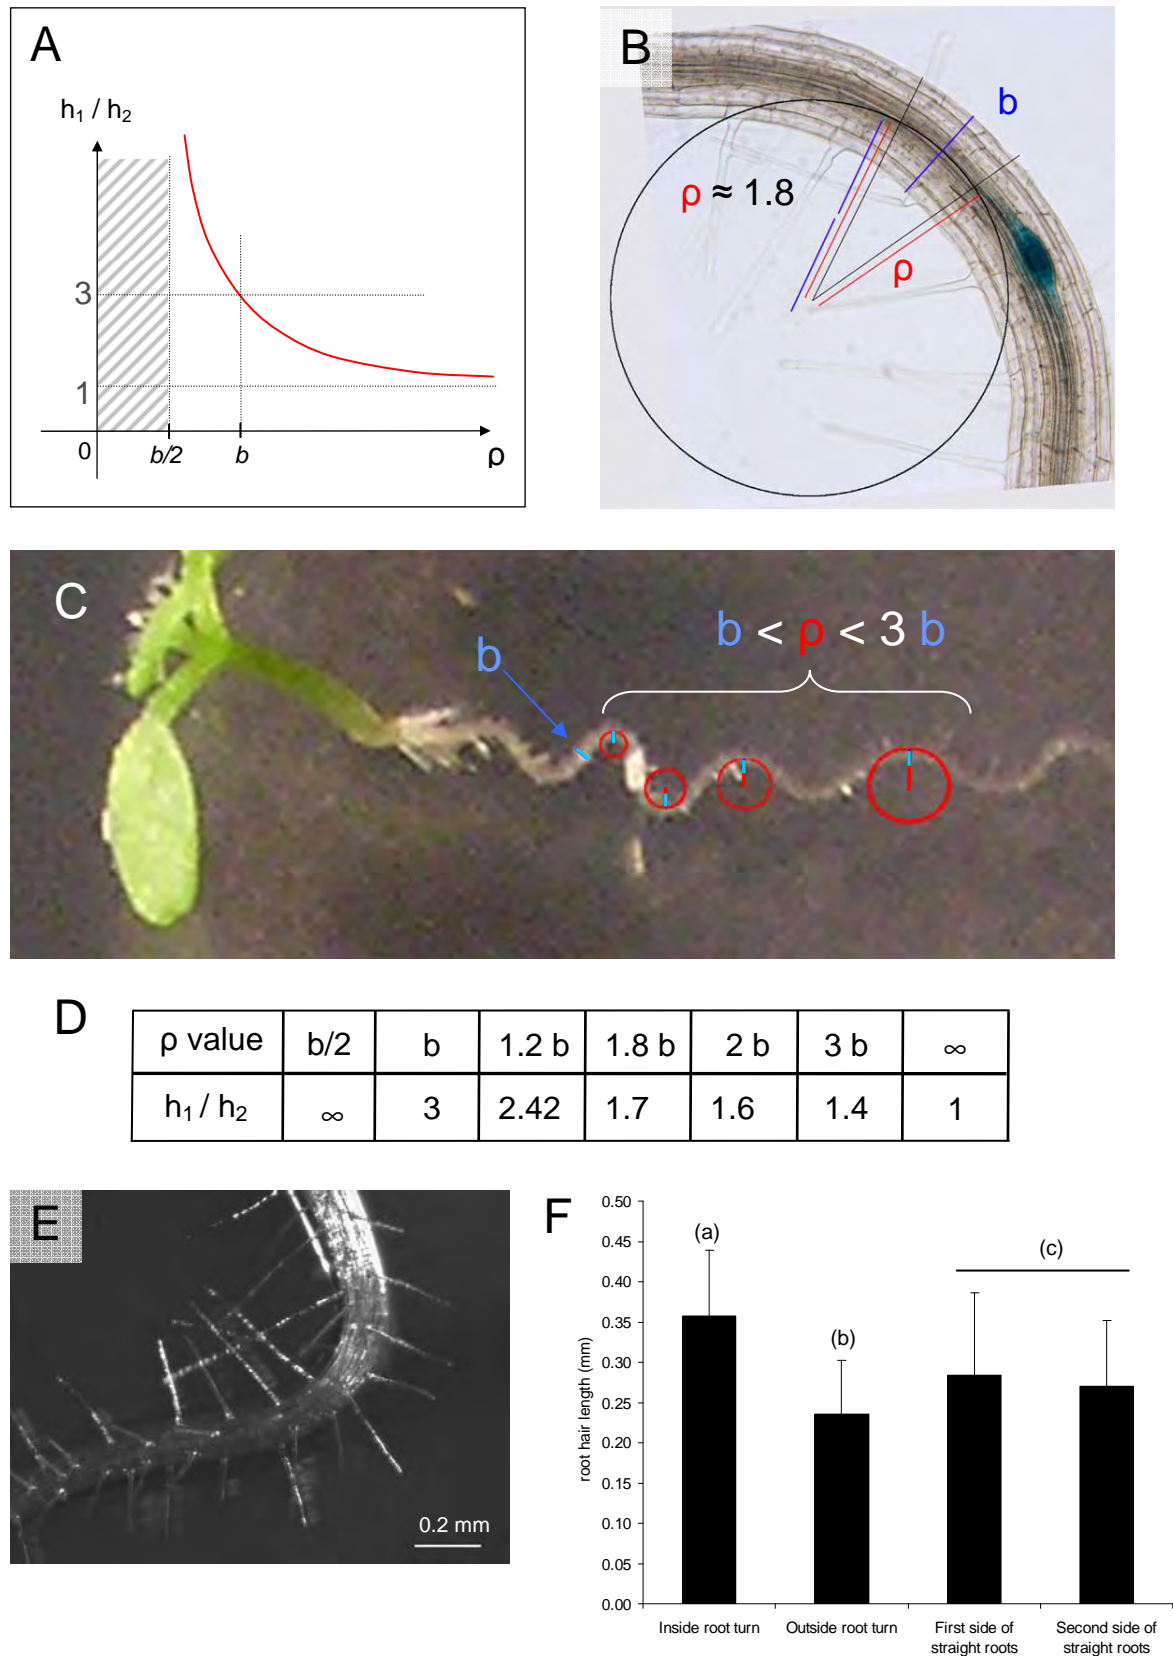 A
h1 / h2
3
1
0
b/2
b
ρ
B
b
ρ ≈ 1.8
ρ
C
b
b < ρ < 3 b
D
ρ value b/2 b 1.2 b 1.8 b 2 b 3 b ∞
h1 / h2 ∞ 3 2.42 1.7 1.6 1.4 1
E
0.2 mm
F
0.50
0.45
0.40
0.35
0.30
0.25
0.20
0.15
0.10
0.05
0.00
root hair length (mm)
(a)
(b)
(c)
Inside root turn
Outside root turn
First side of
straight roots
Second side of
straight roots